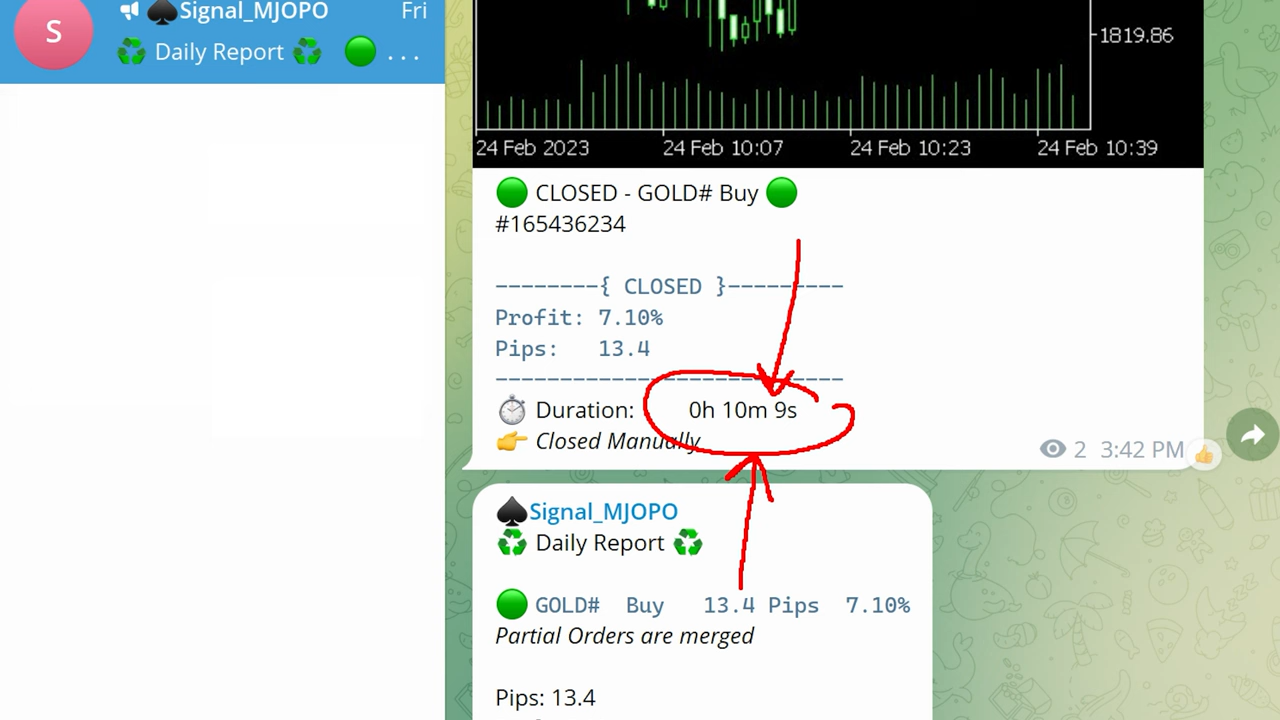 S
Signal_MJOPO
Fri
Daily Report
...
1819.86
24 Feb 2023
24 Feb 10:07
24 Feb 10:23
24 Feb 10:39
CLOSED - GOLD# Buy
#165436234
--------{ CLOSED }---------
Profit: 7.10%
Pips: 13.4
Duration: 0h 10m 9s
Closed Manually
2 3:42 PM
Signal_MJOPO
Daily Report
GOLD# Buy 13.4 Pips 7.10%
Partial Orders are merged
Pips: 13.4